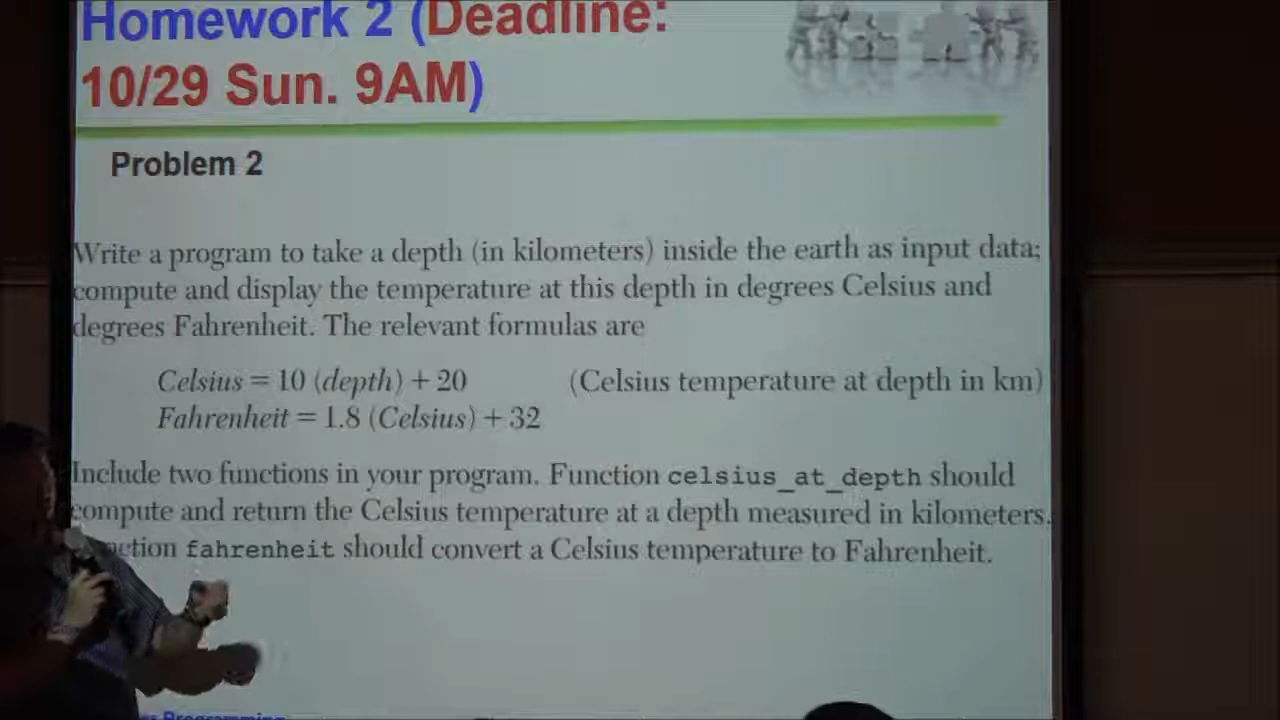 Homework 2 (Deadline:
10/29 Sun. 9AM)
Problem 2
Write a program to take a depth (in kilometers) inside the earth as input data;
compute and display the temperature at this depth in degrees Celsius and
degrees Fahrenheit. The relevant formulas are
Celsius = 10 (depth) + 20 (Celsius temperature at depth in km)
Fahrenheit = 1.8 (Celsius) + 32
Include two functions in your program. Function celsius_at_depth should
compute and return the Celsius temperature at a depth measured in kilometers.
fahrenheit should convert a Celsius temperature to Fahrenheit.
Programming